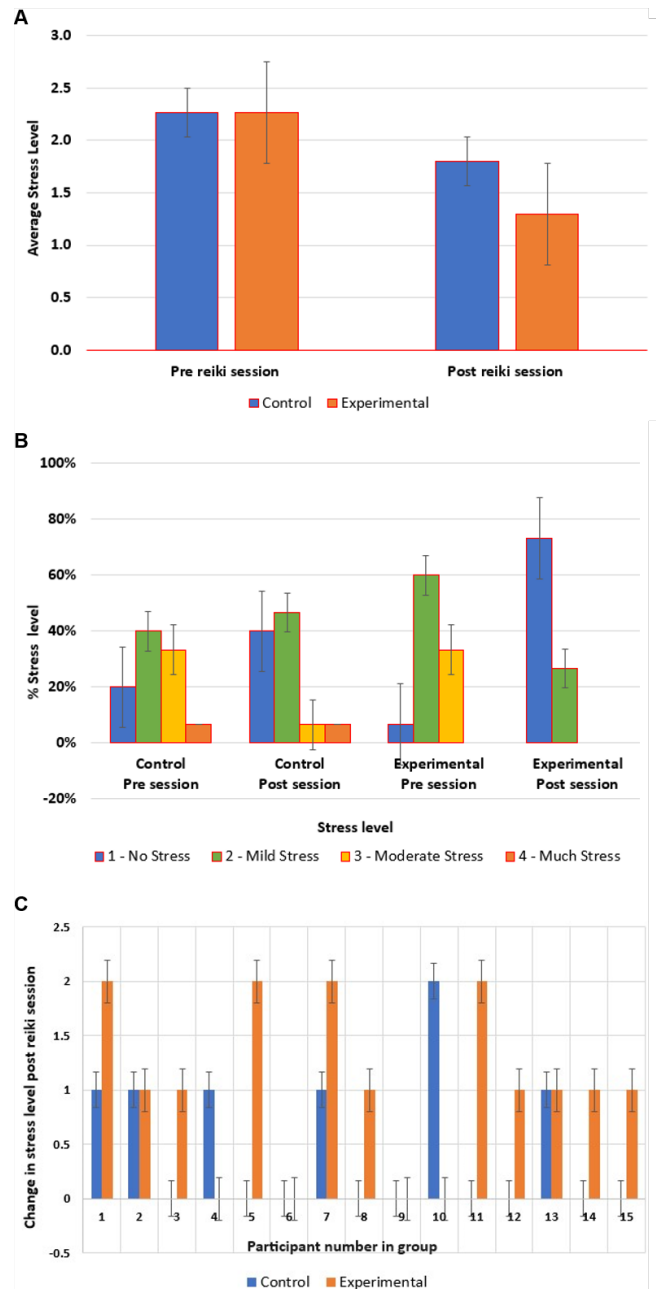 A
3.0
2.5
2.0
1.5
1.0
0.5
0.0
Average Stress Level
Pre reiki session Post reiki session
Control Experimental
B
100%
80%
60%
40%
20%
0%
-20%
% Stress level
Control Control Experimental Experimental
Pre session Post session Pre session Post session
Stress level
1 - No Stress 2 - Mild Stress 3 - Moderate Stress 4 - Much Stress
C
2.5
2
1.5
1
0.5
0
-0.5
Change in stress level post reiki session
1 2 3 4 5 6 7 8 9 10 11 12 13 14 15
Participant number in group
Control Experimental